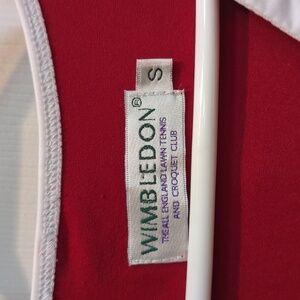 S
WIMBLEDON®
THE ALL ENGLAND LAWN TENNIS
AND CROQUET CLUB